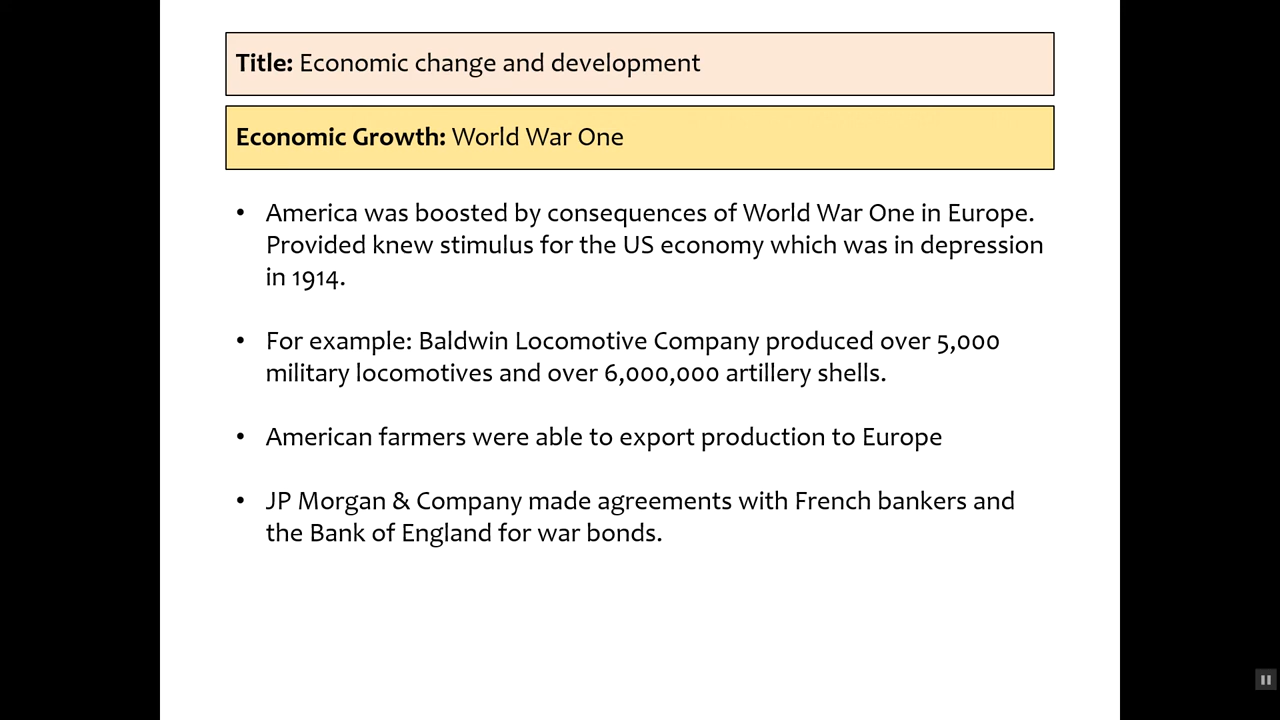 Title: Economic change and development
Economic Growth: World War One
• America was boosted by consequences of World War One in Europe.
Provided knew stimulus for the US economy which was in depression
in 1914.
• For example: Baldwin Locomotive Company produced over 5,000
military locomotives and over 6,000,000 artillery shells.
• American farmers were able to export production to Europe
• JP Morgan & Company made agreements with French bankers and
the Bank of England for war bonds.